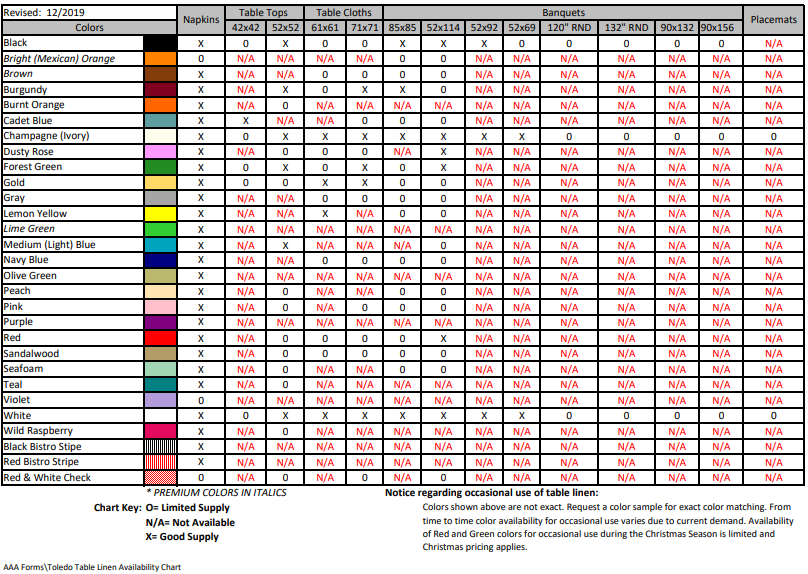 Revised: 12/2019 Napkins Table Tops Table Cloths Banquets Placemats
Colors 42x42 52x52 61x61 71x71 85x85 52x114 52x92 52x69 120" RND 132" RND 90x132 90x156
Black X 0 X 0 0 X X X 0 0 0 0 0 N/A
Bright (Mexican) Orange 0 N/A N/A N/A N/A 0 0 N/A N/A N/A N/A N/A N/A N/A
Brown X N/A N/A 0 0 0 0 N/A N/A N/A N/A N/A N/A N/A
Burgundy X N/A X 0 X X 0 N/A N/A N/A N/A N/A N/A N/A
Burnt Orange X N/A 0 N/A N/A N/A N/A N/A N/A N/A N/A N/A N/A N/A
Cadet Blue X X N/A N/A 0 0 0 N/A N/A N/A N/A N/A N/A N/A
Champagne (Ivory) X 0 X X X X X X X 0 0 0 0 0
Dusty Rose X N/A 0 0 0 0 X N/A N/A N/A N/A N/A N/A N/A
Forest Green X 0 X 0 X 0 X N/A N/A N/A N/A N/A N/A N/A
Gold X 0 0 X X 0 0 N/A N/A N/A N/A N/A N/A N/A
Gray X N/A N/A 0 0 0 0 N/A N/A N/A N/A N/A N/A N/A
Lemon Yellow X N/A N/A X N/A 0 0 N/A N/A N/A N/A N/A N/A N/A
Lime Green X N/A N/A N/A N/A N/A N/A N/A N/A N/A N/A N/A N/A N/A
Medium (Light) Blue X N/A X N/A N/A N/A 0 N/A N/A N/A N/A N/A N/A N/A
Navy Blue X N/A N/A 0 0 0 0 N/A N/A N/A N/A N/A N/A N/A
Olive Green X N/A N/A N/A N/A N/A N/A N/A N/A N/A N/A N/A N/A N/A
Peach X N/A 0 N/A N/A 0 0 N/A N/A N/A N/A N/A N/A N/A
Pink X N/A 0 N/A 0 0 0 N/A N/A N/A N/A N/A N/A N/A
Purple X N/A N/A N/A N/A N/A N/A N/A N/A N/A N/A N/A N/A N/A
Red X N/A 0 0 0 0 X N/A N/A N/A N/A N/A N/A N/A
Sandalwood X N/A 0 0 0 0 0 N/A N/A N/A N/A N/A N/A N/A
Seafoam X N/A 0 N/A N/A 0 0 N/A N/A N/A N/A N/A N/A N/A
Teal X N/A 0 N/A N/A N/A N/A N/A N/A N/A N/A N/A N/A N/A
Violet 0 N/A N/A N/A N/A N/A N/A N/A N/A N/A N/A N/A N/A N/A
White X 0 X X X X X X X 0 0 0 0 0
Wild Raspberry X N/A 0 N/A N/A N/A 0 N/A N/A N/A N/A N/A N/A N/A
Black Bistro Stipe X N/A N/A N/A N/A N/A N/A N/A N/A N/A N/A N/A N/A N/A
Red Bistro Stripe X N/A N/A N/A N/A N/A N/A N/A N/A N/A N/A N/A N/A N/A
Red & White Check 0 N/A 0 N/A 0 0 0 N/A N/A N/A N/A N/A N/A N/A
* PREMIUM COLORS IN ITALICS
Chart Key: O= Limited Supply
N/A= Not Available
X= Good Supply
Notice regarding occasional use of table linen:
Colors shown above are not exact. Request a color sample for exact color matching. From
time to time color availability for occasional use varies due to current demand. Availability
of Red and Green colors for occasional use during the Christmas Season is limited and
Christmas pricing applies.
AAA Forms\Toledo Table Linen Availability Chart